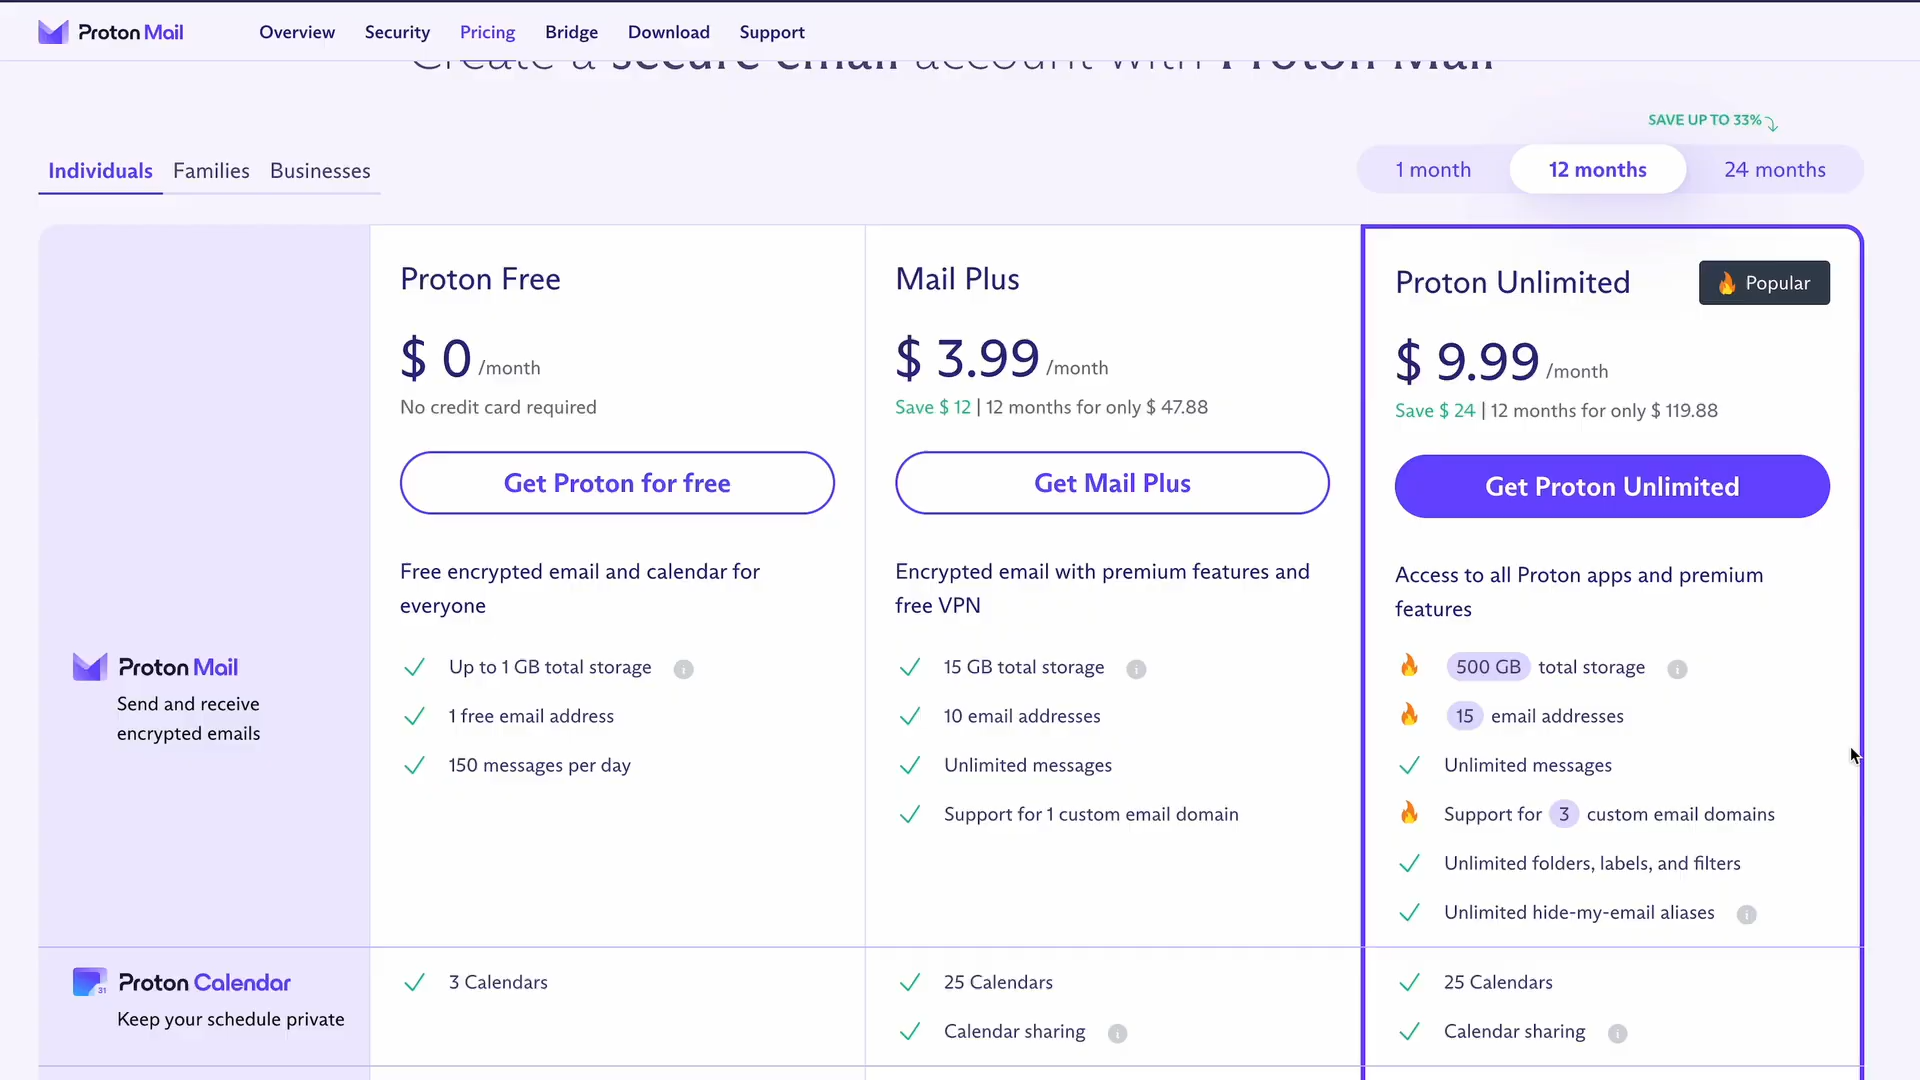 Proton Mail
Overview
Security
Pricing
Bridge
Download
Support
Create a secure email account with Proton Mail
SAVE UP TO 33%
Individuals
Families
Businesses
1 month
12 months
24 months
Proton Free
$ 0 /month
No credit card required
Get Proton for free
Free encrypted email and calendar for
everyone
Mail Plus
$ 3.99 /month
Save $ 12 | 12 months for only $ 47.88
Get Mail Plus
Encrypted email with premium features and
free VPN
Proton Unlimited
Popular
$ 9.99 /month
Save $ 24 | 12 months for only $ 119.88
Get Proton Unlimited
Access to all Proton apps and premium
features
Proton Mail
Send and receive
encrypted emails
Up to 1 GB total storage
1 free email address
150 messages per day
15 GB total storage
10 email addresses
Unlimited messages
Support for 1 custom email domain
500 GB total storage
15 email addresses
Unlimited messages
Support for 3 custom email domains
Unlimited folders, labels, and filters
Unlimited hide-my-email aliases
31
Proton Calendar
Keep your schedule private
3 Calendars
25 Calendars
Calendar sharing
25 Calendars
Calendar sharing